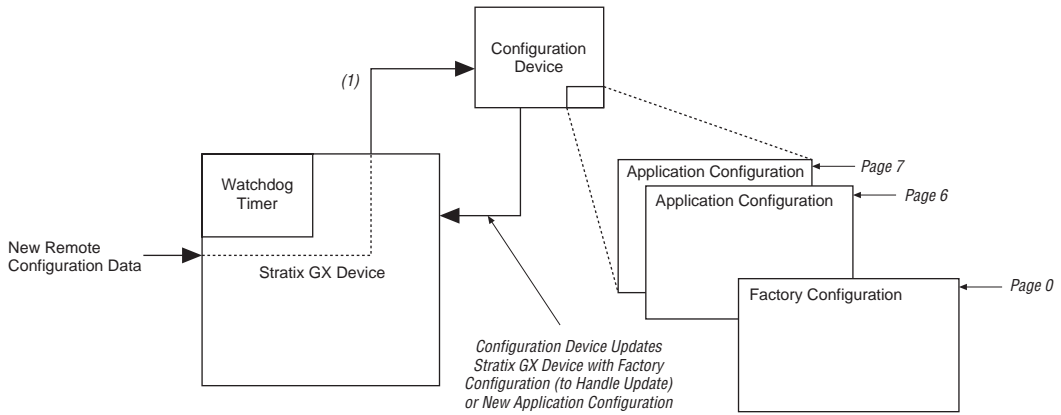 Configuration
Device
(1)
Application Configuration
Page 7
Application Configuration
Page 6
Watchdog
Timer
New Remote
Configuration Data
Stratix GX Device
Factory Configuration
Page 0
Configuration Device Updates
Stratix GX Device with Factory
Configuration (to Handle Update)
or New Application Configuration